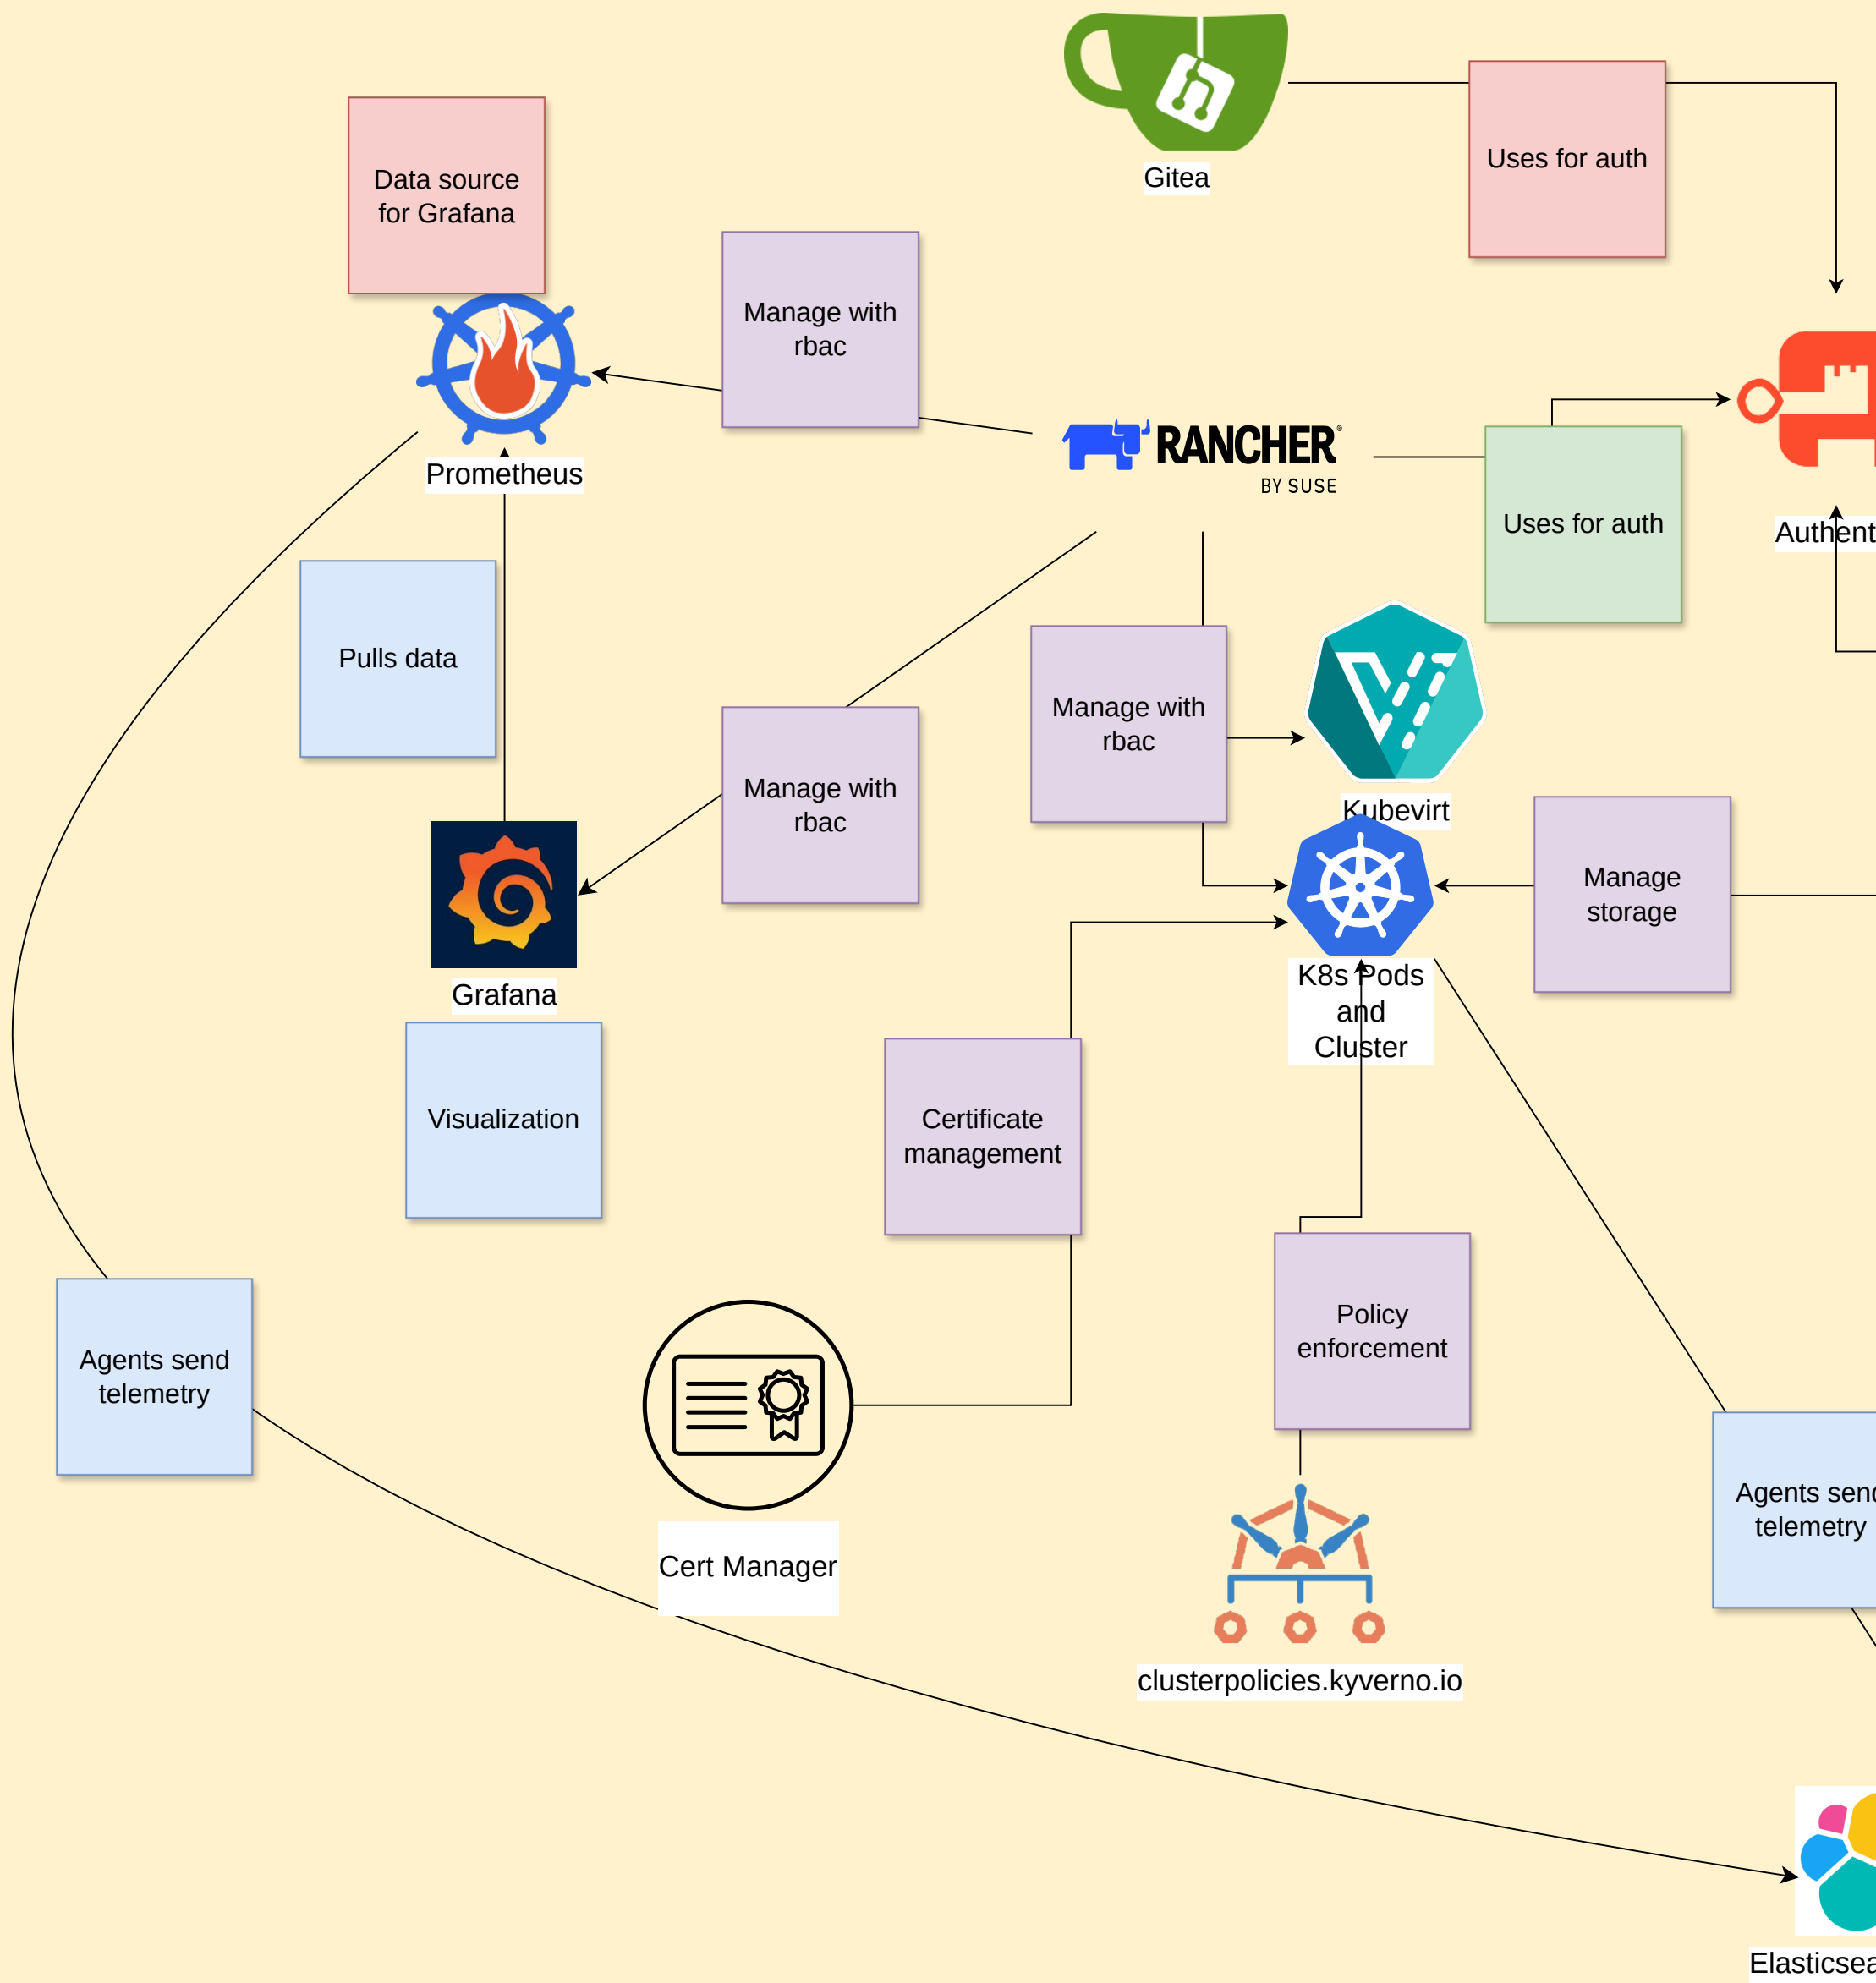 Gitea
Uses for auth
Data source
for Grafana
Manage with
rbac
RANCHER®
BY SUSE
Prometheus
Uses for auth
Authent
Pulls data
Manage with
rbac
Manage with
rbac
Kubevirt
Manage
storage
Grafana
K8s Pods
and
Cluster
Visualization
Certificate
management
Policy
enforcement
Agents send
telemetry
Agents send
telemetry
Cert Manager
clusterpolicies.kyverno.io
Elasticsea